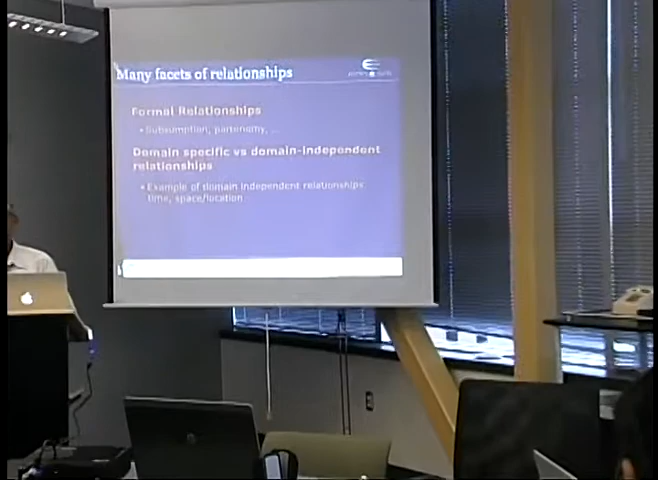 Many facets of relationships
Formal Relationships
• Subsumption, partonomy, ...
Domain specific vs domain-independent
relationships
• Example of domain independent relationships
time, space/location